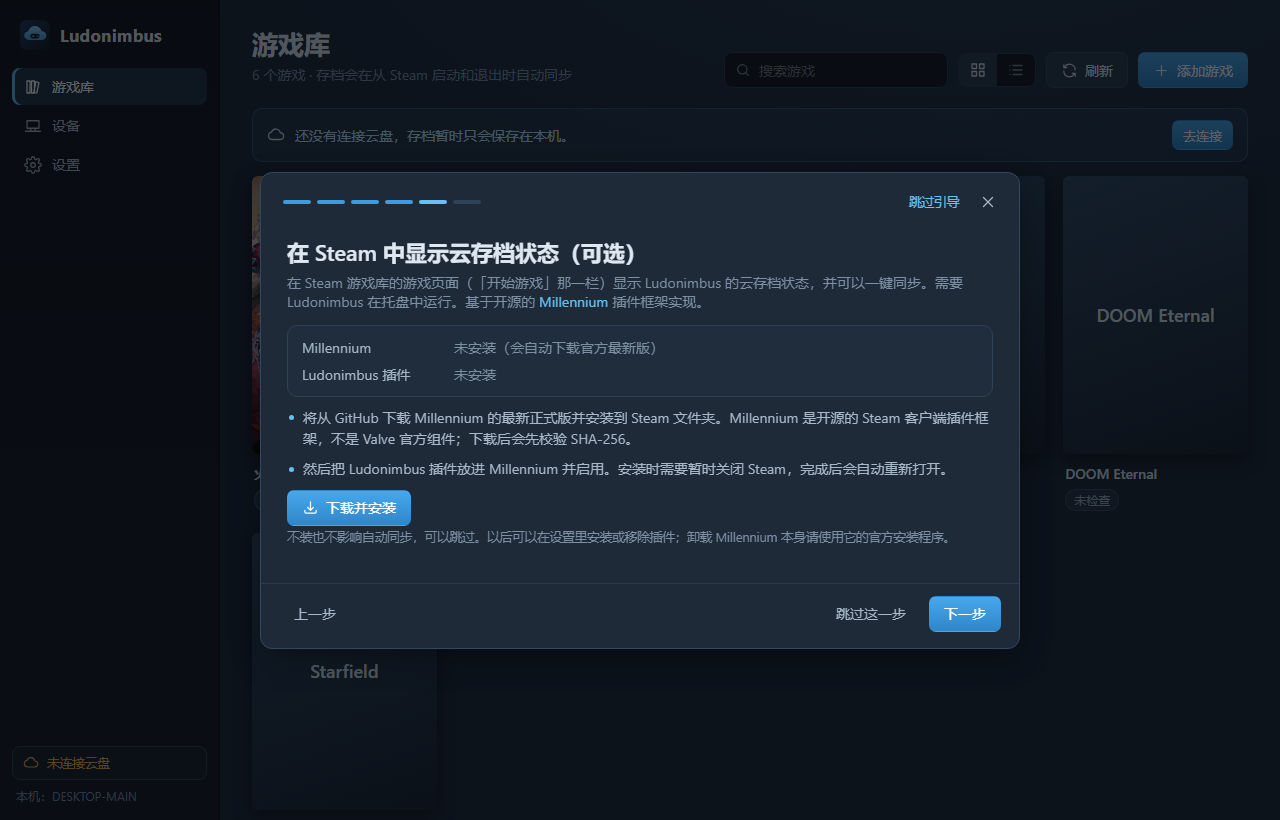 Ludonimbus
游戏库
设备
设置
未连接云盘
本机：DESKTOP-MAIN
游戏库
6 个游戏 · 存档会在从 Steam 启动和退出时自动同步
搜索游戏
刷新
添加游戏
还没有连接云盘，存档暂时只会保存在本机。
去连接
跳过引导
在 Steam 中显示云存档状态（可选）
在 Steam 游戏库的游戏页面（「开始游戏」那一栏）显示 Ludonimbus 的云存档状态，并可以一键同步。需要
Ludonimbus 在托盘中运行。基于开源的 Millennium 插件框架实现。
Millennium 未安装（会自动下载官方最新版）
Ludonimbus 插件 未安装
将从 GitHub 下载 Millennium 的最新正式版并安装到 Steam 文件夹。Millennium 是开源的 Steam 客户端插件框
架，不是 Valve 官方组件；下载后会先校验 SHA-256。
然后把 Ludonimbus 插件放进 Millennium 并启用。安装时需要暂时关闭 Steam，完成后会自动重新打开。
下载并安装
不装也不影响自动同步，可以跳过。以后可以在设置里安装或移除插件；卸载 Millennium 本身请使用它的官方安装程序。
上一步
跳过这一步
下一步
DOOM Eternal
DOOM Eternal
未检查
Starfield